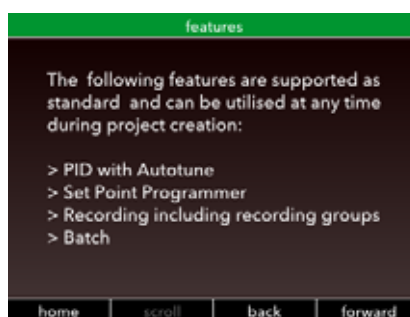 features
The following features are supported as
standard and can be utilised at any time
during project creation:
> PID with Autotune
> Set Point Programmer
> Recording including recording groups
> Batch
home scroll back forward